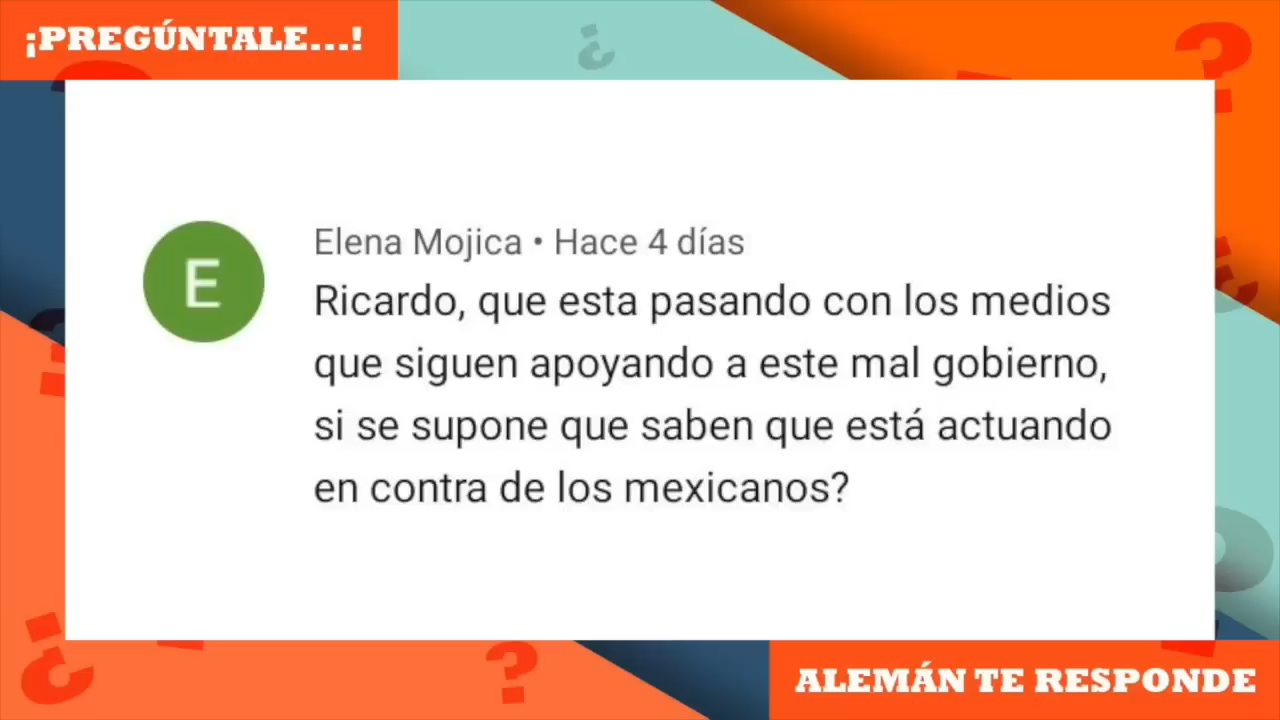 ¡PREGÚNTALE...!
E
Elena Mojica • Hace 4 días
Ricardo, que esta pasando con los medios
que siguen apoyando a este mal gobierno,
si se supone que saben que está actuando
en contra de los mexicanos?
ALEMÁN TE RESPONDE